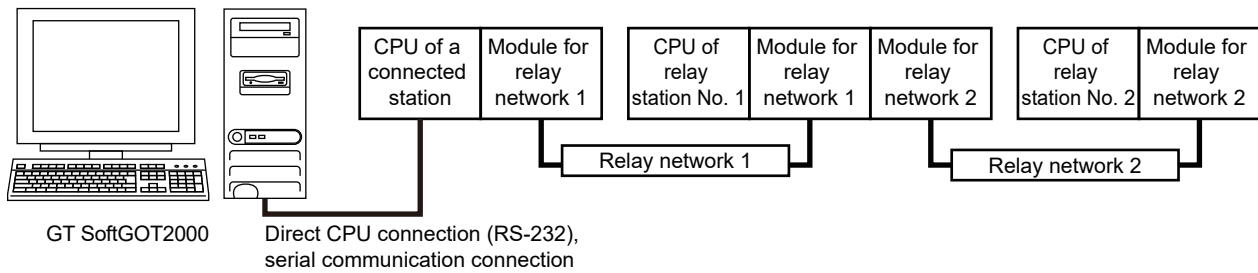 CPU of a
connected
station
Module for
relay
network 1
CPU of
relay
station No. 1
Module for
relay
network 1
Module for
relay
network 2
CPU of
relay
station No. 2
Module for
relay
network 2
Relay network 1
Relay network 2
GT SoftGOT2000
Direct CPU connection (RS-232),
serial communication connection